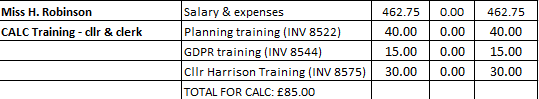 Miss H. Robinson Salary & expenses 462.75 0.00 462.75
CALC Training - cllr & clerk Planning training (INV 8522) 40.00 0.00 40.00
GDPR training (INV 8544) 15.00 0.00 15.00
Cllr Harrison Training (INV 8575) 30.00 0.00 30.00
TOTAL FOR CALC: £85.00